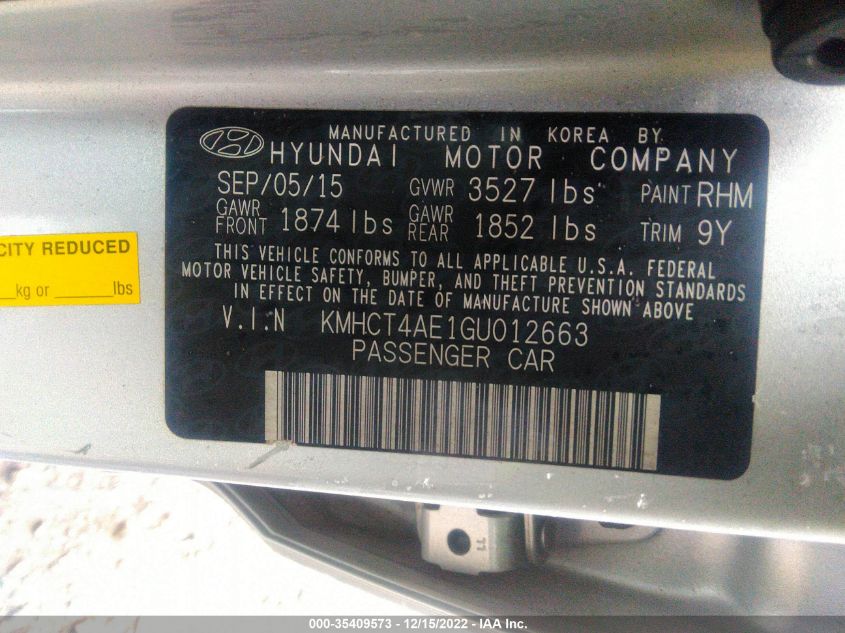 MANUFACTURED IN KOREA BY.
HYUNDAI MOTOR COMPANY
SEP/05/15 GVWR 3527 lbs PAINT RHM
GAWR FRONT 1874 lbs GAWR REAR 1852 lbs TRIM 9Y
THIS VEHICLE CONFORMS TO ALL APPLICABLE U.S.A. FEDERAL
MOTOR VEHICLE SAFETY, BUMPER, AND THEFT PREVENTION STANDARDS
IN EFFECT ON THE DATE OF MANUFACTURE SHOWN ABOVE
V.I.N KMHCT4AE1GU012663
PASSENGER CAR
CITY REDUCED
____kg or ______lbs
11
000-35409573 - 12/15/2022 - IAA Inc.